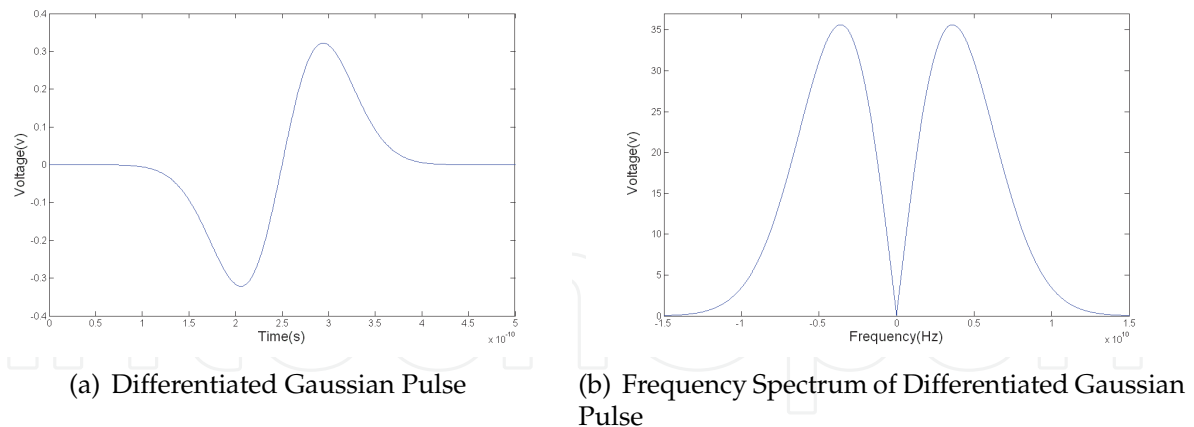 0.4
0.3
0.2
0.1
0
-0.1
-0.2
-0.3
-0.4
Voltage(v)
0 0.5 1 1.5 2 2.5 3 3.5 4 4.5 5
Time(s)
x 10⁻¹⁰
35
30
25
20
15
10
5
0
Voltage(v)
-1.5 -1 -0.5 0 0.5 1 1.5
Frequency(Hz)
x 10¹⁰
(a) Differentiated Gaussian Pulse
(b) Frequency Spectrum of Differentiated Gaussian
Pulse